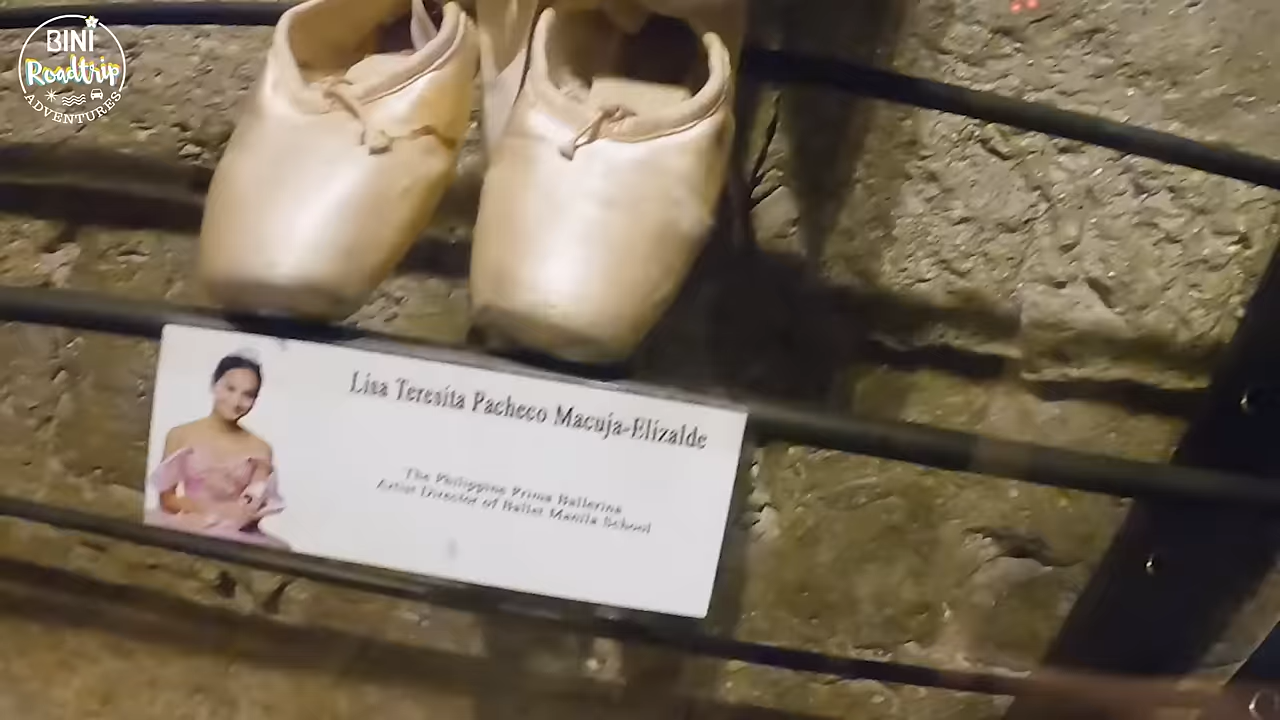 BINI
Roadtrip
ADVENTURES
Lisa Teresita Pacheco Macuja-Elizalde
The Philippine Prima Ballerina
Artist Director of Ballet Manila School